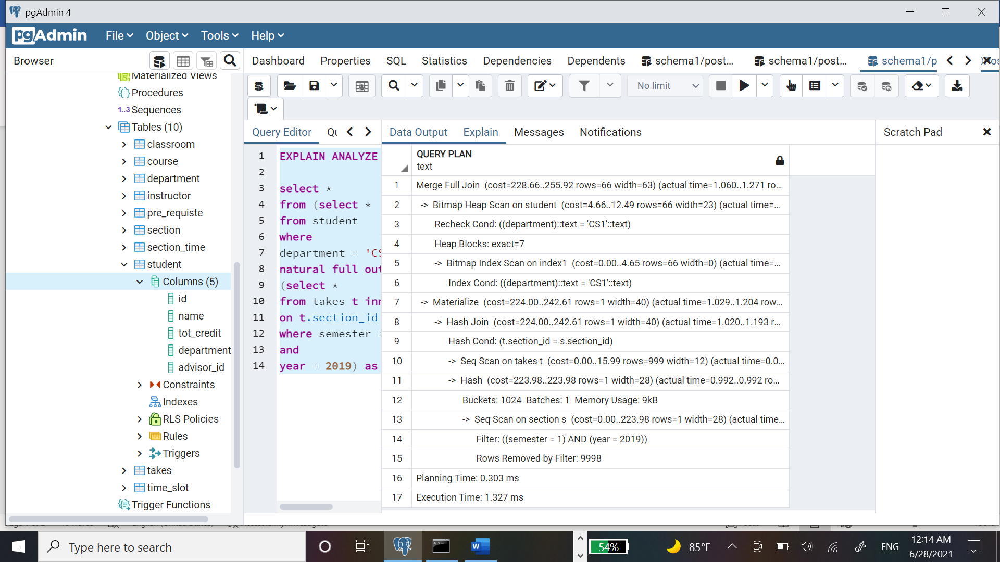 pgAdmin 4
pgAdmin File Object Tools Help
Browser
Dashboard Properties SQL Statistics Dependencies Dependents schema1/post... schema1/post... schema1/p
No limit
Materialized Views
Procedures
1..3 Sequences
Tables (10)
classroom
course
department
instructor
pre_requiste
section
section_time
student
Columns (5)
id
name
tot_credit
department
advisor_id
Constraints
Indexes
RLS Policies
Rules
Triggers
takes
time_slot
Trigger Functions
Query Editor
1 EXPLAIN ANALYZE
2
3 select *
4 from (select *
5 from student
6 where
7 department = 'CS
8 natural full out
9 (select *
10 from takes t inn
11 on t.section_id
12 where semester =
13 and
14 year = 2019) as
Data Output Explain Messages Notifications
QUERY PLAN
text
1 Merge Full Join (cost=228.66..255.92 rows=66 width=63) (actual time=1.060..1.271 ro...
2 -> Bitmap Heap Scan on student (cost=4.66..12.49 rows=66 width=23) (actual time=...
3 Recheck Cond: ((department)::text = 'CS1'::text)
4 Heap Blocks: exact=7
5 -> Bitmap Index Scan on index1 (cost=0.00..4.65 rows=66 width=0) (actual time=...
6 Index Cond: ((department)::text = 'CS1'::text)
7 -> Materialize (cost=224.00..242.61 rows=1 width=40) (actual time=1.029..1.204 row...
8 -> Hash Join (cost=224.00..242.61 rows=1 width=40) (actual time=1.020..1.193 r...
9 Hash Cond: (t.section_id = s.section_id)
10 -> Seq Scan on takes t (cost=0.00..15.99 rows=999 width=12) (actual time=0.0...
11 -> Hash (cost=223.98..223.98 rows=1 width=28) (actual time=0.992..0.992 ro...
12 Buckets: 1024 Batches: 1 Memory Usage: 9kB
13 -> Seq Scan on section s (cost=0.00..223.98 rows=1 width=28) (actual time...
14 Filter: ((semester = 1) AND (year = 2019))
15 Rows Removed by Filter: 9998
16 Planning Time: 0.303 ms
17 Execution Time: 1.327 ms
Scratch Pad
Type here to search
54%
85°F
ENG
12:14 AM
6/28/2021